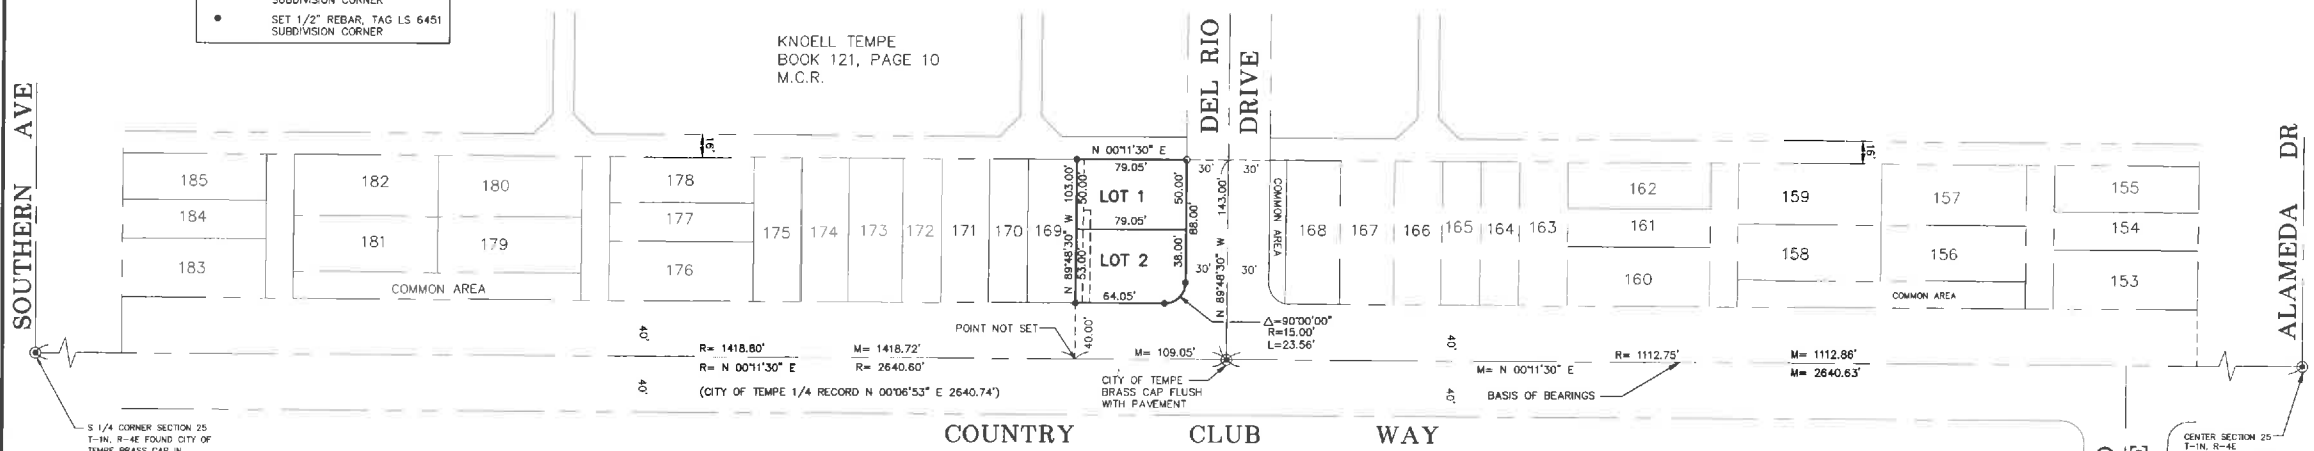 SUBDIVISION CORNER
● SET 1/2" REBAR, TAG LS 6451
SUBDIVISION CORNER
KNOELL TEMPE
BOOK 121, PAGE 10
M.C.R.
SOUTHERN AVE
DEL RIO
DRIVE
ALAMEDA DR
16'
16'
185
184
183
182
181
180
179
COMMON AREA
178
177
176
175
174
173
172
171
170
169
N 00°11'30" E
79.05'
LOT 1
79.05'
LOT 2
64.05'
N 89°48'30" W 103.00'
50.00'
53.00'
50.00'
88.00'
38.00'
30'
30'
30'
30'
N 89°48'30" W 143.00'
COMMON AREA
168
167
166
165
164
163
162
161
160
159
158
157
156
COMMON AREA
155
154
153
Δ=90°00'00"
R=15.00'
L=23.56'
POINT NOT SET
40.00'
40'
40'
40'
40'
R= 1418.80'
M= 1418.72'
R= N 00°11'30" E
R= 2640.60'
(CITY OF TEMPE 1/4 RECORD N 00°06'53" E 2640.74')
M= 109.05'
CITY OF TEMPE
BRASS CAP FLUSH
WITH PAVEMENT
M= N 00°11'30" E
R= 1112.75'
M= 1112.86'
M= 2640.63'
BASIS OF BEARINGS
COUNTRY CLUB WAY
S 1/4 CORNER SECTION 25
T-1N, R-4E FOUND CITY OF
TEMPE BRASS CAP IN
CENTER SECTION 25
T-1N, R-4E